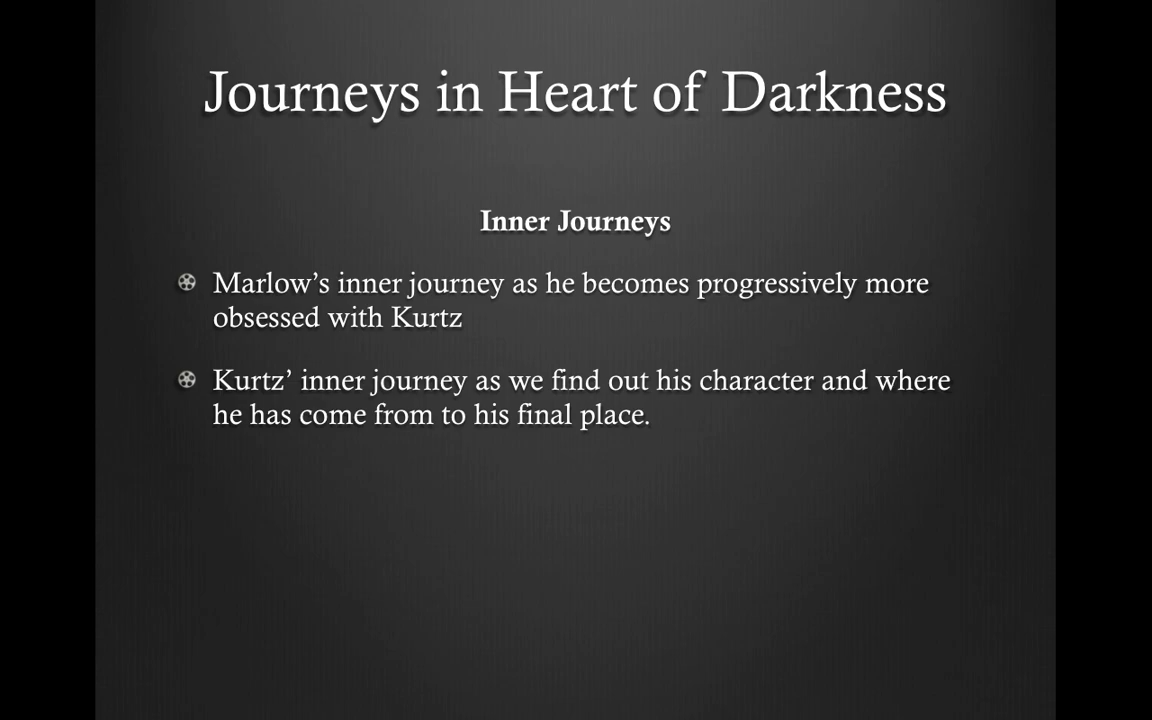 Journeys in Heart of Darkness
Inner Journeys
Marlow’s inner journey as he becomes progressively more
obsessed with Kurtz
Kurtz’ inner journey as we find out his character and where
he has come from to his final place.